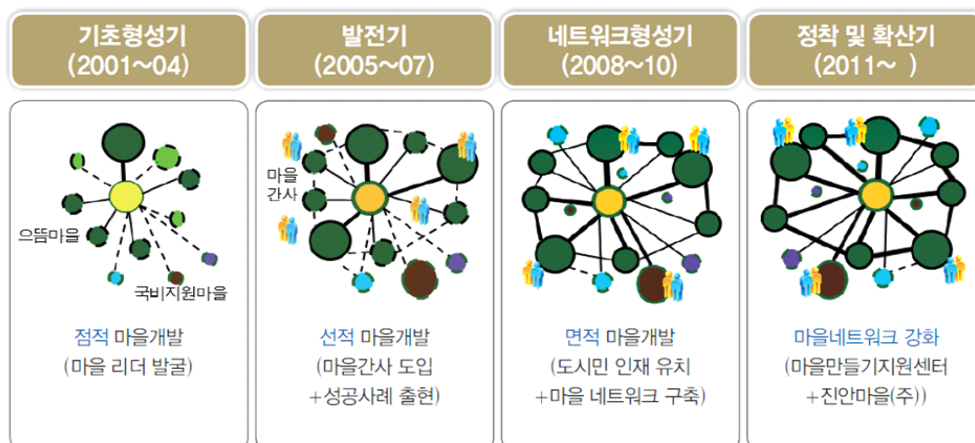 기초형성기
(2001~04)
발전기
(2005~07)
네트워크형성기
(2008~10)
정착 및 확산기
(2011~ )
으뜸마을
국비지원마을
마을
간사
점적 마을개발
(마을 리더 발굴)
선적 마을개발
(마을간사 도입
+성공사례 출현)
면적 마을개발
(도시민 인재 유치
+마을 네트워크 구축)
마을네트워크 강화
(마을만들기지원센터
+진안마을(주))